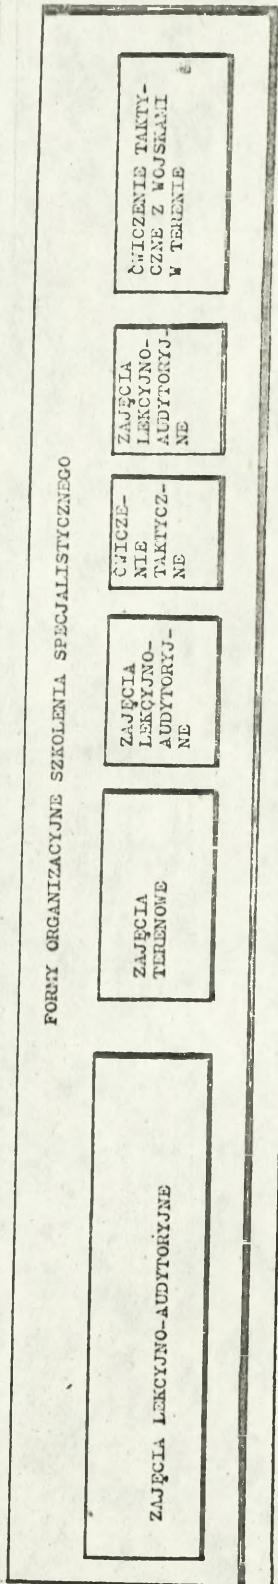 FORMY ORGANIZACYJNE SZKOLENIA SPECJALISTYCZNEGO
ZAJĘCIA LEKCYJNO-AUDYTORYJNE
ZAJĘCIA
TERENOWE
ZAJĘCIA
LEKCYJNO-
AUDYTORYJ-
NE
ĆWICZE-
NIE
TAKTYCZ-
NE
ZAJĘCIA
LEKCYJNO-
AUDYTORYJ-
NE
ĆWICZENIE TAKTY-
CZNE Z WOJSKAMI
W TERENIE